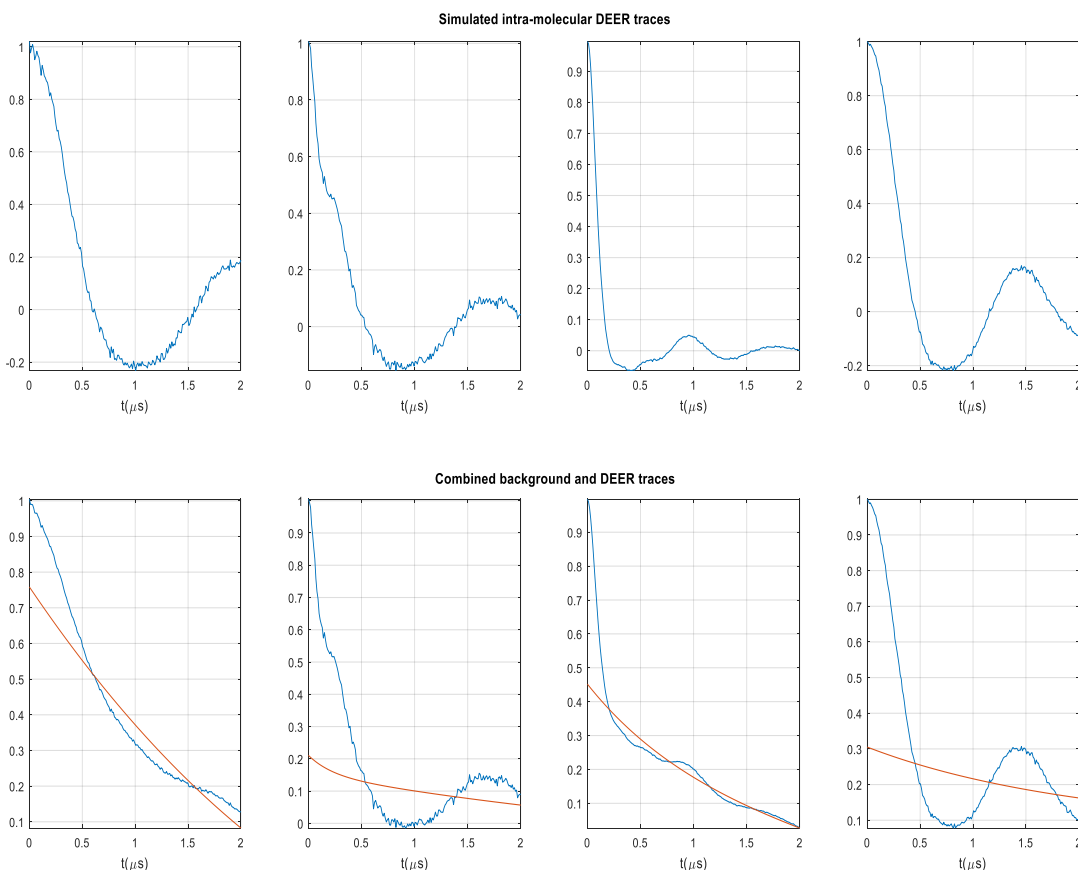 Simulated intra-molecular DEER traces
1 1 0.9 1
0.8 0.8 0.8 0.8
0.6 0.6 0.7 0.6
0.4 0.4 0.6 0.4
0.2 0.2 0.5 0.2
0 0 0.4 0
-0.2 0.3 -0.2
0.2
0.1
0
0 0.5 1 1.5 2 0 0.5 1 1.5 2 0 0.5 1 1.5 2 0 0.5 1 1.5 2
t(μs) t(μs) t(μs) t(μs)
Combined background and DEER traces
1 1 0.9 1
0.9 0.9 0.8 0.9
0.8 0.8 0.7 0.8
0.7 0.7 0.6 0.7
0.6 0.6 0.5 0.6
0.5 0.5 0.4 0.5
0.4 0.4 0.3 0.4
0.3 0.3 0.2 0.3
0.2 0.2 0.1 0.2
0.1 0.1 0.1
0
0 0.5 1 1.5 2 0 0.5 1 1.5 2 0 0.5 1 1.5 2 0 0.5 1 1.5 2
t(μs) t(μs) t(μs) t(μs)